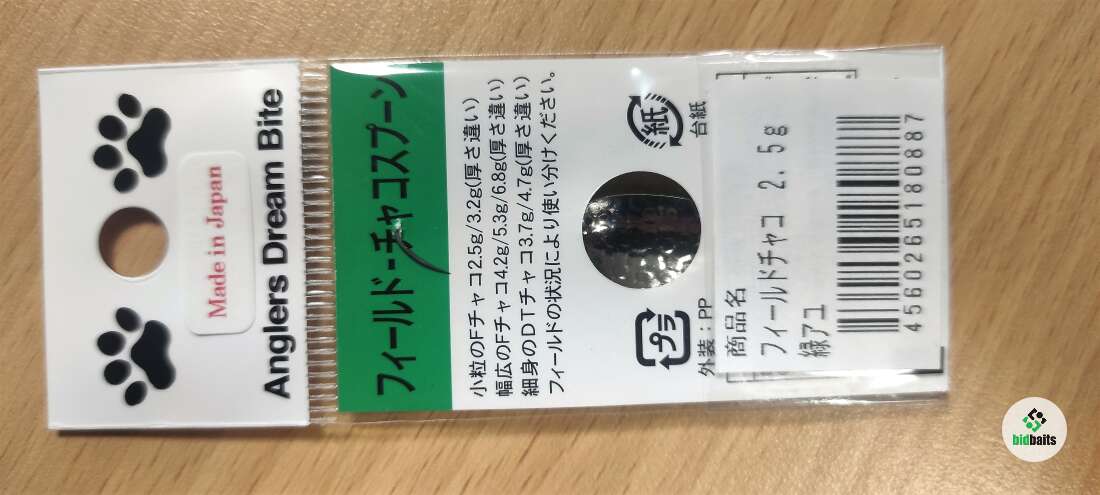 Made in Japan
Anglers Dream Bite
フィールド-チャコスプーン
小粒のFチャコ2.5g/3.2g(厚さ違い)
幅広のFチャコ4.2g/5.3g/6.8g(厚さ違い)
細身のDTチャコ3.7g/4.7g(厚さ違い)
フィールドの状況により使い分けください。
プラ
外装:PP
紙
台紙
商品名
フィールドチャコ 2.5g
緑アユ
4560265180887
bidbaits